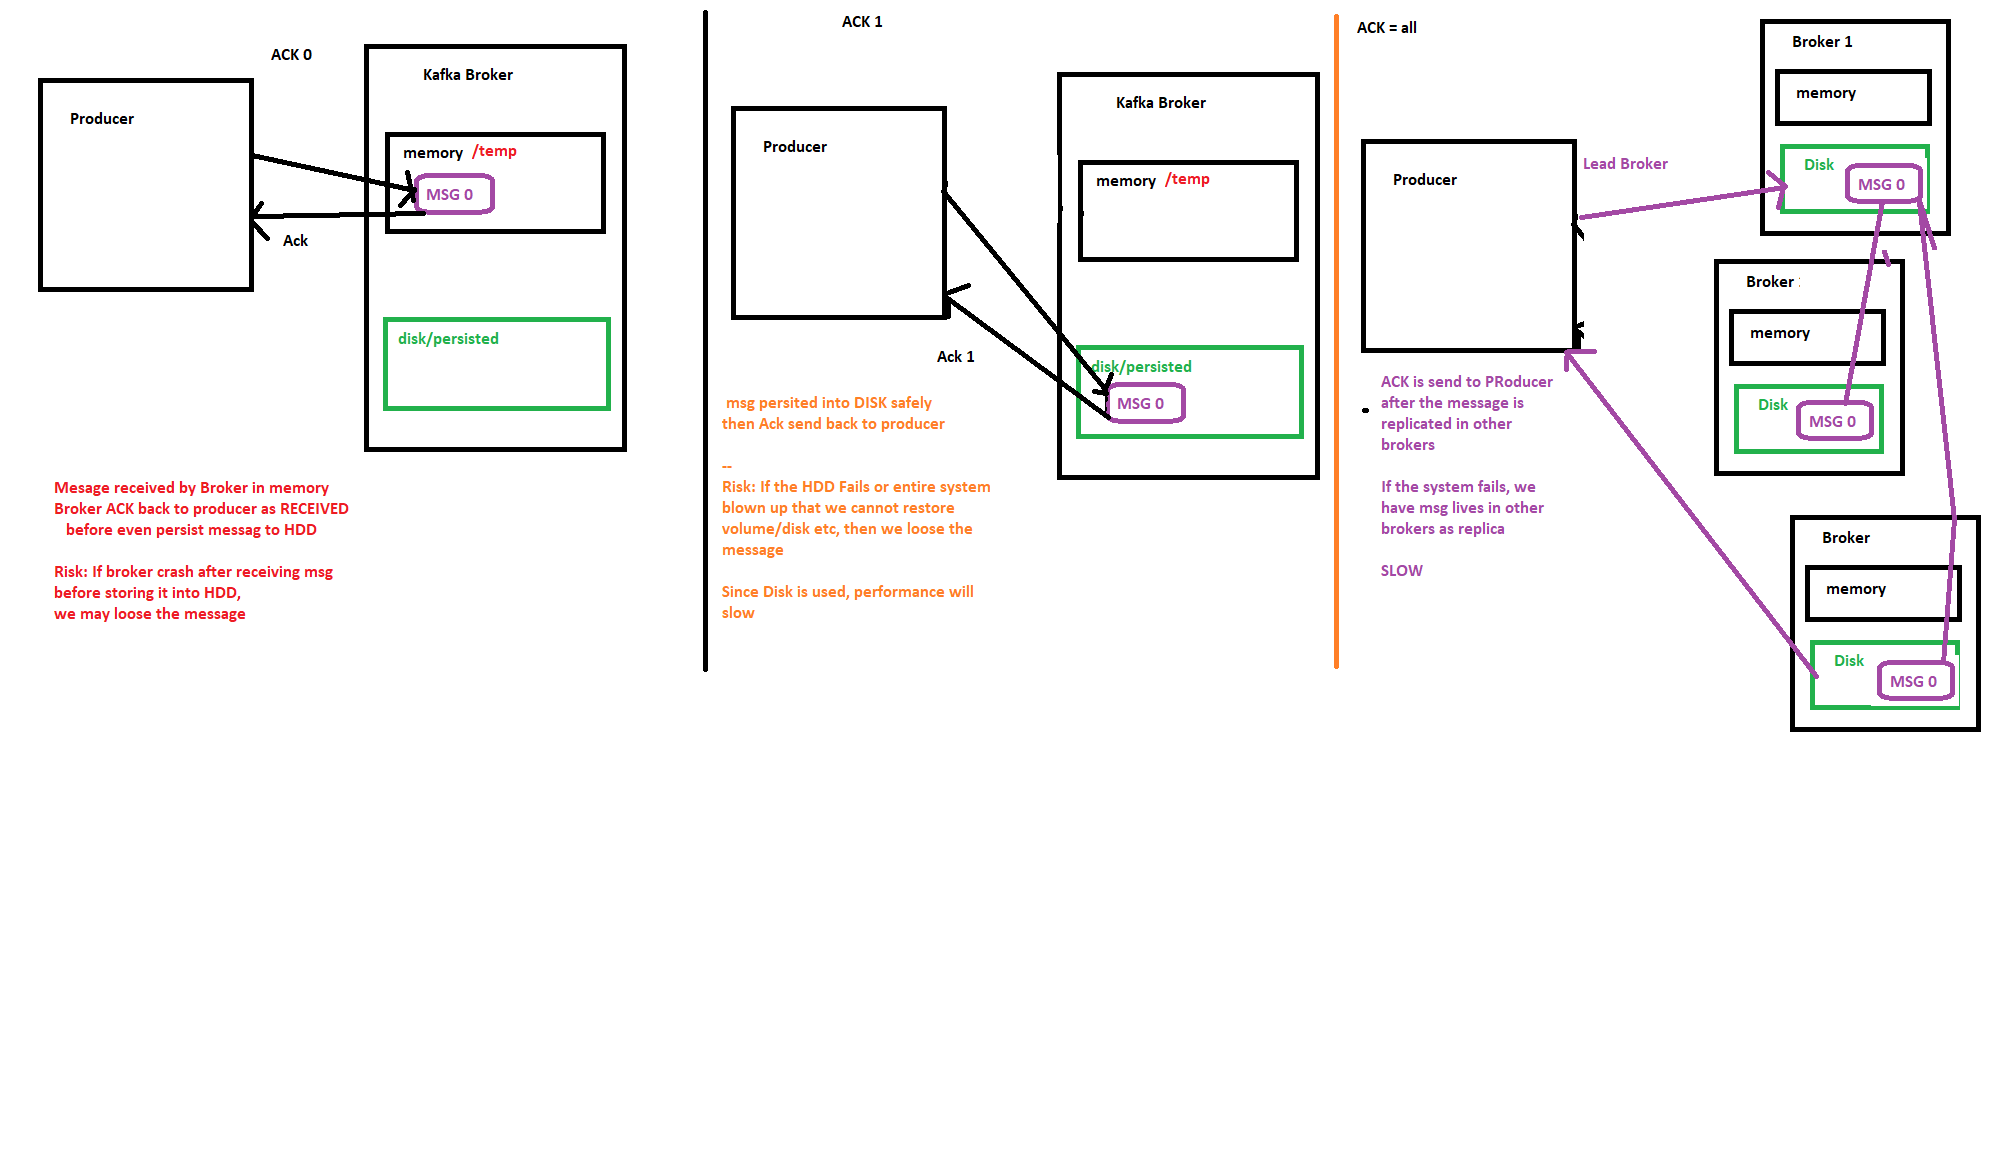 ACK 0
Kafka Broker
Producer
memory /temp
MSG 0
Ack
disk/persisted
Mesage received by Broker in memory
Broker ACK back to producer as RECEIVED
before even persist messag to HDD
Risk: If broker crash after receiving msg
before storing it into HDD,
we may loose the message
ACK 1
Kafka Broker
Producer
memory /temp
Ack 1
disk/persisted
MSG 0
msg persited into DISK safely
then Ack send back to producer
--
Risk: If the HDD Fails or entire system
blown up that we cannot restore
volume/disk etc, then we loose the
message
Since Disk is used, performance will
slow
ACK = all
Producer
Lead Broker
Broker 1
memory
Disk
MSG 0
Broker
memory
Disk
MSG 0
ACK is send to PRoducer
after the message is
replicated in other
brokers
If the system fails, we
have msg lives in other
brokers as replica
SLOW
Broker
memory
Disk
MSG 0